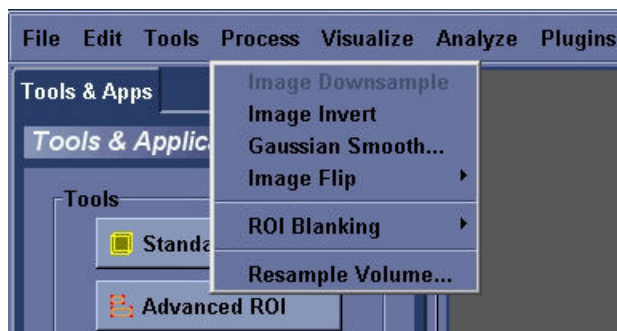 File Edit Tools Process Visualize Analyze Plugins
Tools & Apps
Image Downsample
Image Invert
Tools & Applic
Gaussian Smooth...
Image Flip
Tools
ROI Blanking
Standa
Resample Volume...
Advanced ROI